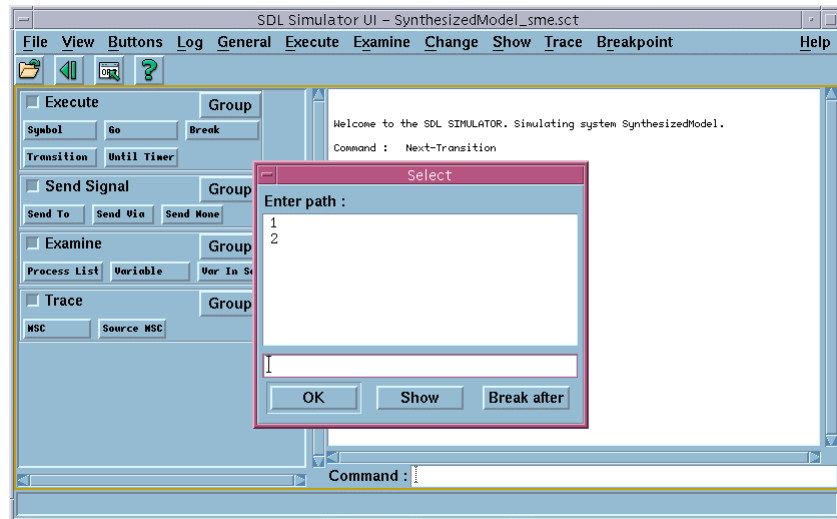 SDL Simulator UI – SynthesizedModel_sme.sct
File View Buttons Log General Execute Examine Change Show Trace Breakpoint Help
Execute Group
Symbol Go Break
Transition Until Timer
Send Signal Group
Send To Send Via Send None
Examine Group
Process List Variable Var In Se
Trace Group
MSC Source MSC
Welcome to the SDL SIMULATOR. Simulating system SynthesizedModel.
Command : Next-Transition
Select
Enter path :
1
2
OK Show Break after
Command :